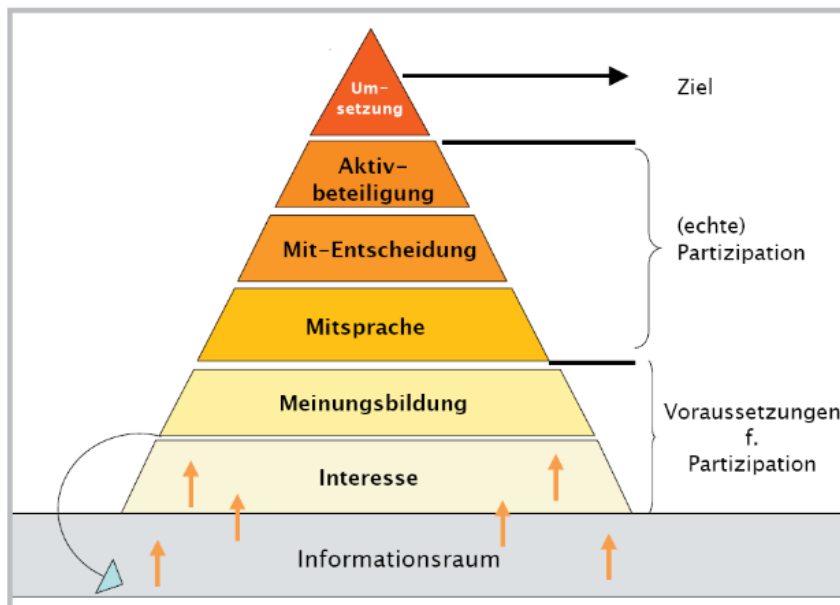 Um-
setzung
Ziel
Aktiv-
beteiligung
(echte)
Partizipation
Mit-Entscheidung
Mitsprache
Meinungsbildung
Voraussetzungen
f.
Partizipation
Interesse
Informationsraum